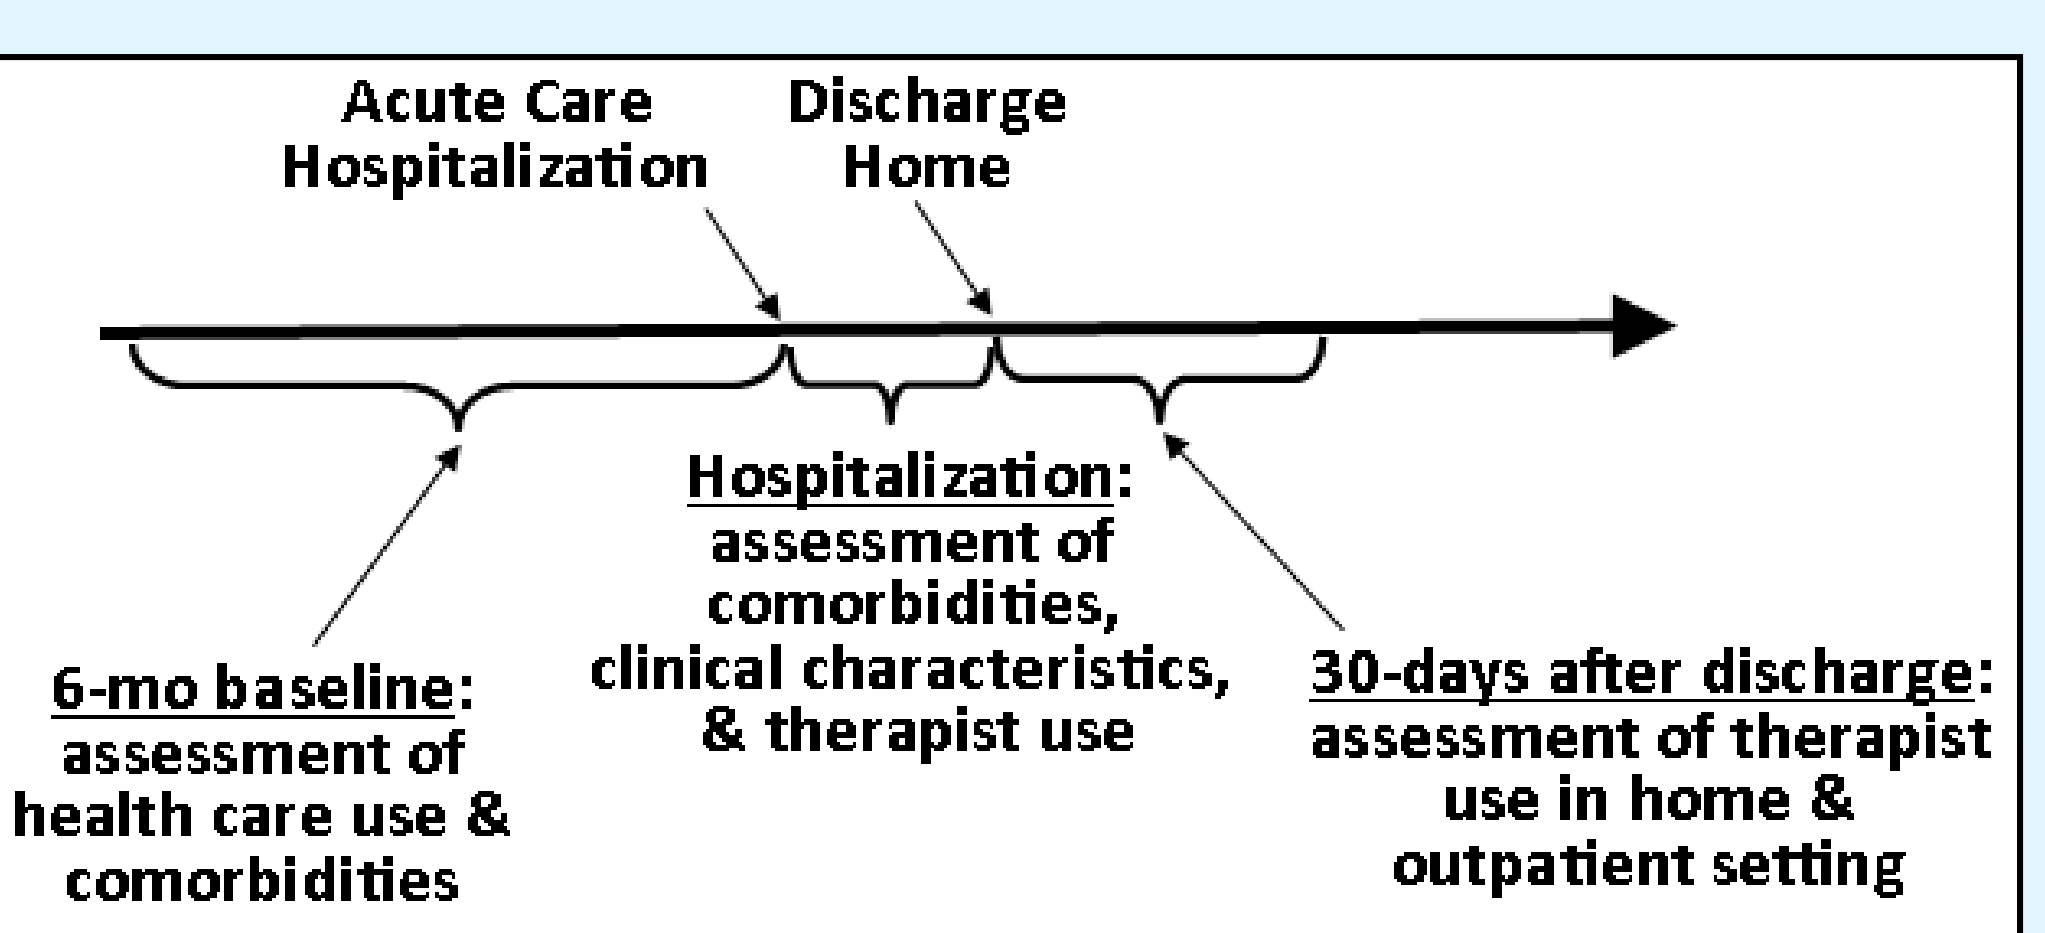 Acute Care
Hospitalization
Discharge
Home
Hospitalization:
assessment of
comorbidities,
clinical characteristics,
& therapist use
6-mo baseline:
assessment of
health care use &
comorbidities
30-days after discharge:
assessment of therapist
use in home &
outpatient setting